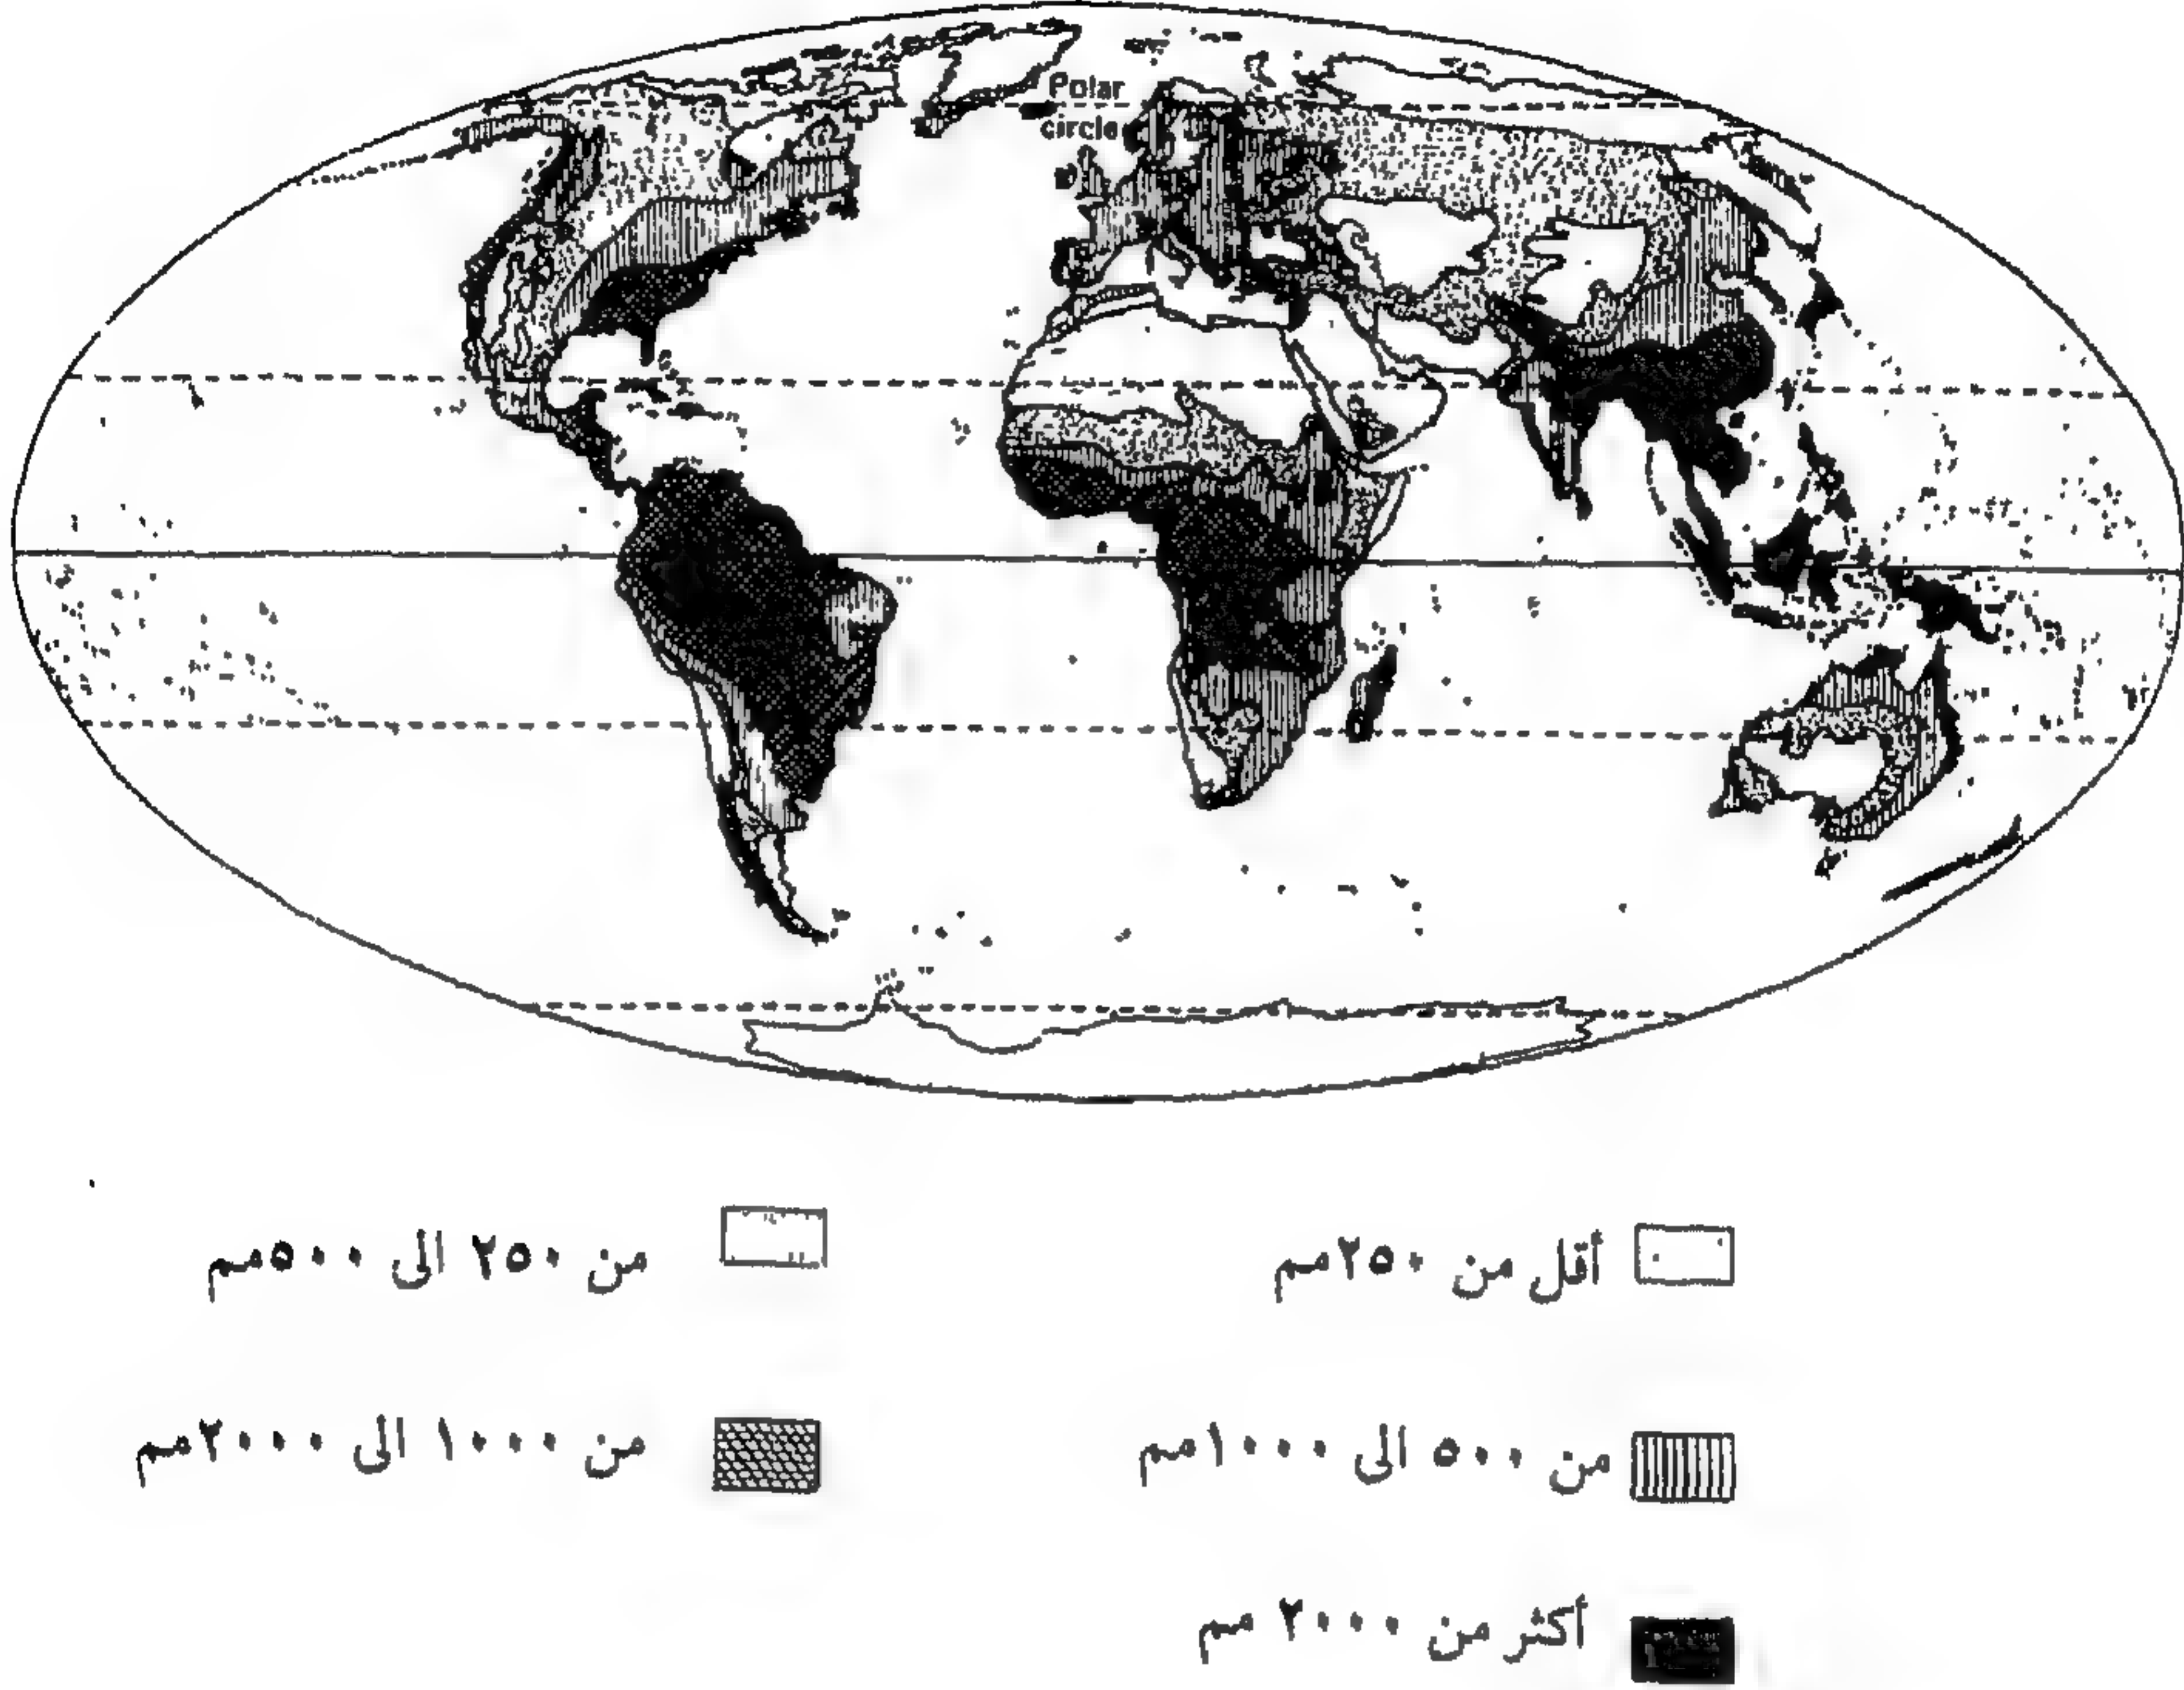 Polar
circle
أقل من ٢٥٠مم
من ٢٥٠ الى ٥٠٠مم
من ٥٠٠ الى ١٠٠٠مم
من ١٠٠٠ الى ٢٠٠٠مم
أكثر من ٢٠٠٠ مم